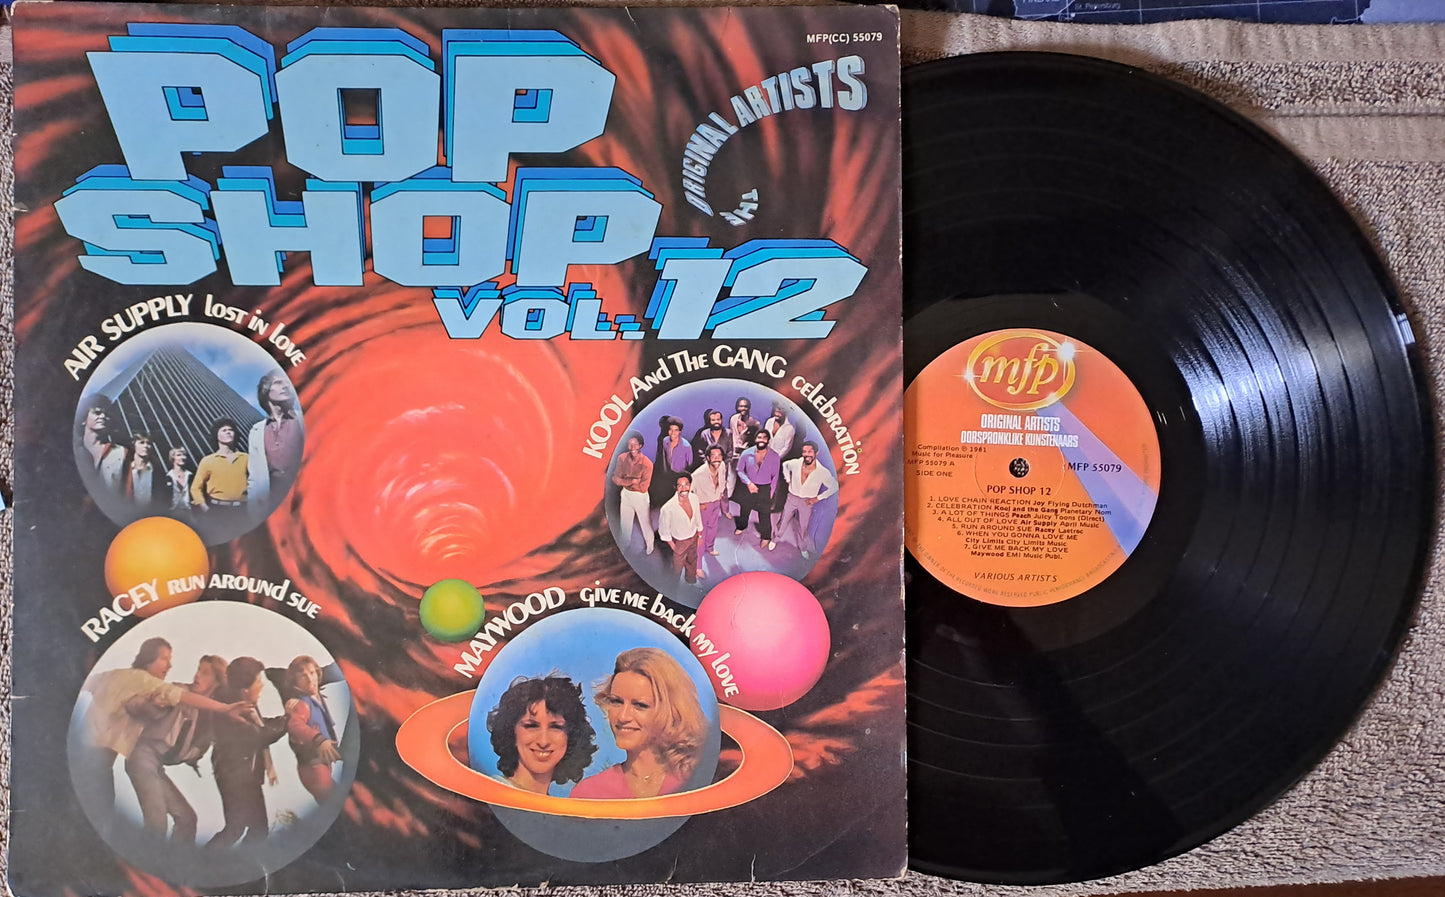 St. Petersburg
MFP(CC) 55079
POP
SHOP
VOL. 12
THE ORIGINAL ARTISTS
AIR SUPPLY LOST IN LOVE
KOOL AND THE GANG CELEBRATION
RACEY RUN AROUND SUE
MAYWOOD GIVE ME BACK MY LOVE
mfp
ORIGINAL ARTISTS
OORSPRONKLIKE KUNSTENAARS
Compilation ℗ 1981
Music for Pleasure
MFP 55079 A
SIDE ONE
MFP 55079
POP SHOP 12
1. LOVE CHAIN REACTION Joy Flying Dutchman
2. CELEBRATION Kool and the Gang Planetary Nom
3. A LOT OF THINGS Peach Juicy Toons (Direct)
4. ALL OUT OF LOVE Air Supply April Music
5. RUN AROUND SUE Racey Laetrec
6. WHEN YOU GONNA LOVE ME
City Limits City Limits Music
7. GIVE ME BACK MY LOVE
Maywood EMI Music Publ.
VARIOUS ARTISTS